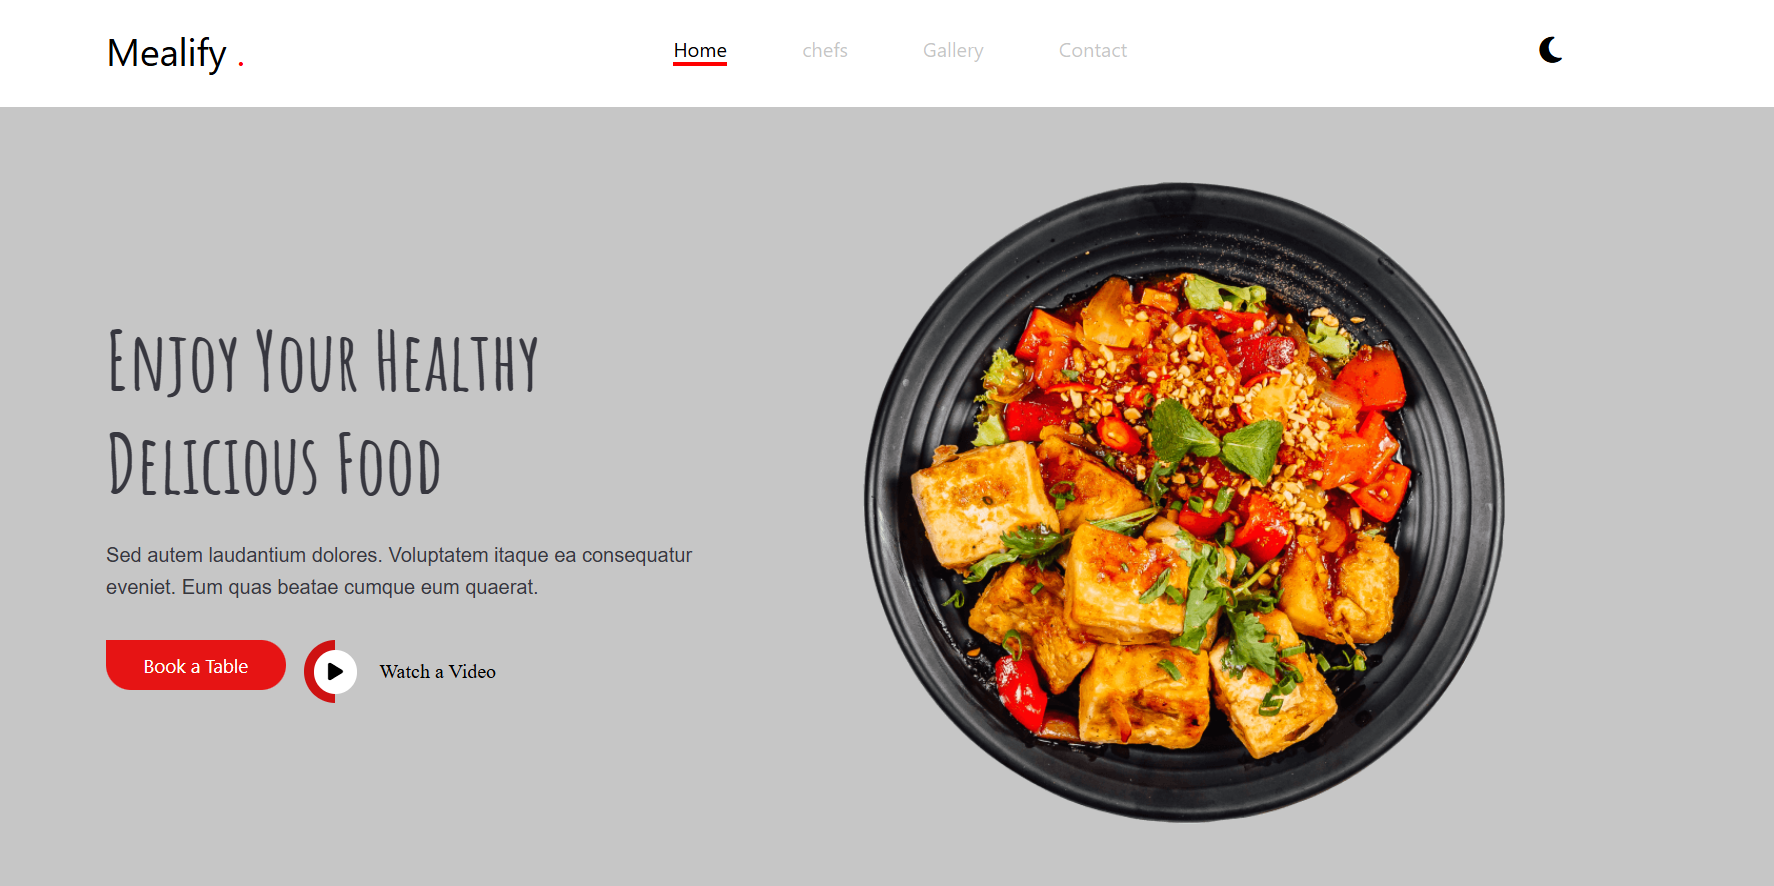 Mealify .
Home
chefs
Gallery
Contact
Enjoy Your Healthy
Delicious Food
Sed autem laudantium dolores. Voluptatem itaque ea consequatur
eveniet. Eum quas beatae cumque eum quaerat.
Book a Table
Watch a Video